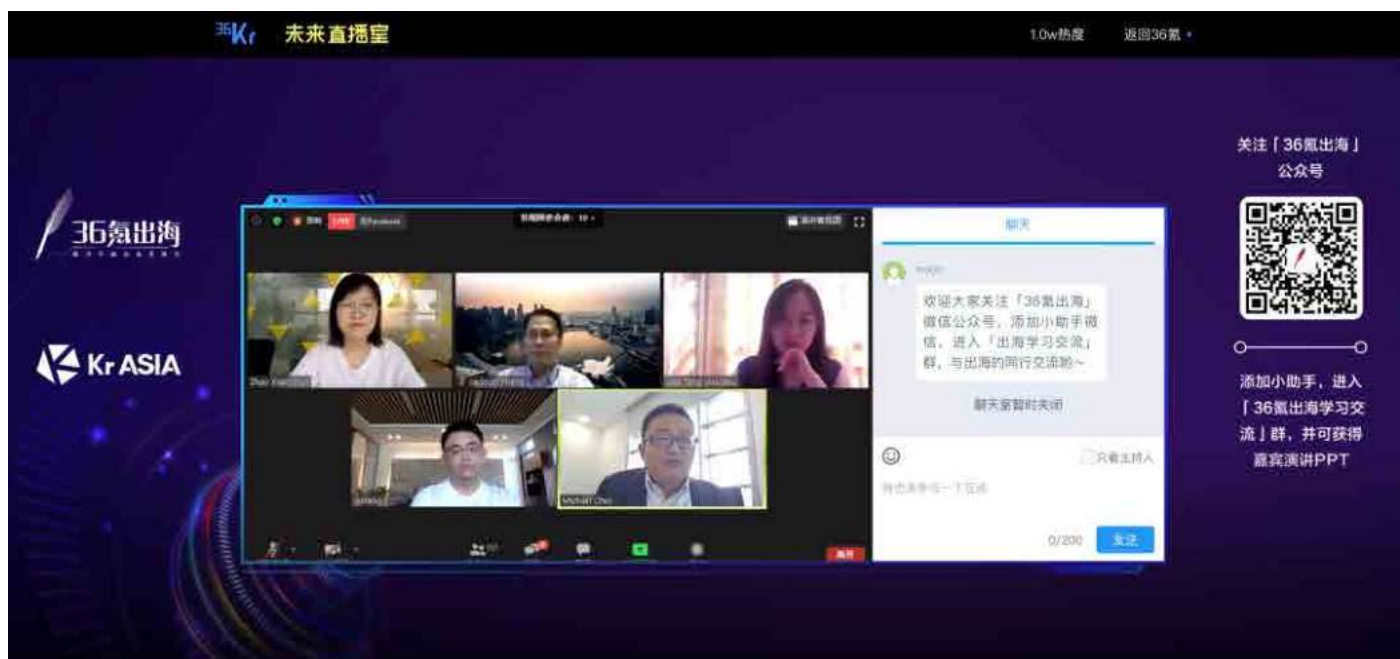 36Kr 未来直播室
1.0w热度
返回36氪
关注「36氪出海」
公众号
36氪出海
KrASIA
LIVE
聊天
欢迎大家关注「36氪出海」
微信公众号，添加小助手微
信，进入「出海学习交流」
群，与出海的同行交流哟～
聊天室暂时关闭
只看主持人
0/200
发送
添加小助手，进入
「36氪出海学习交
流」群，并可获得
嘉宾演讲PPT